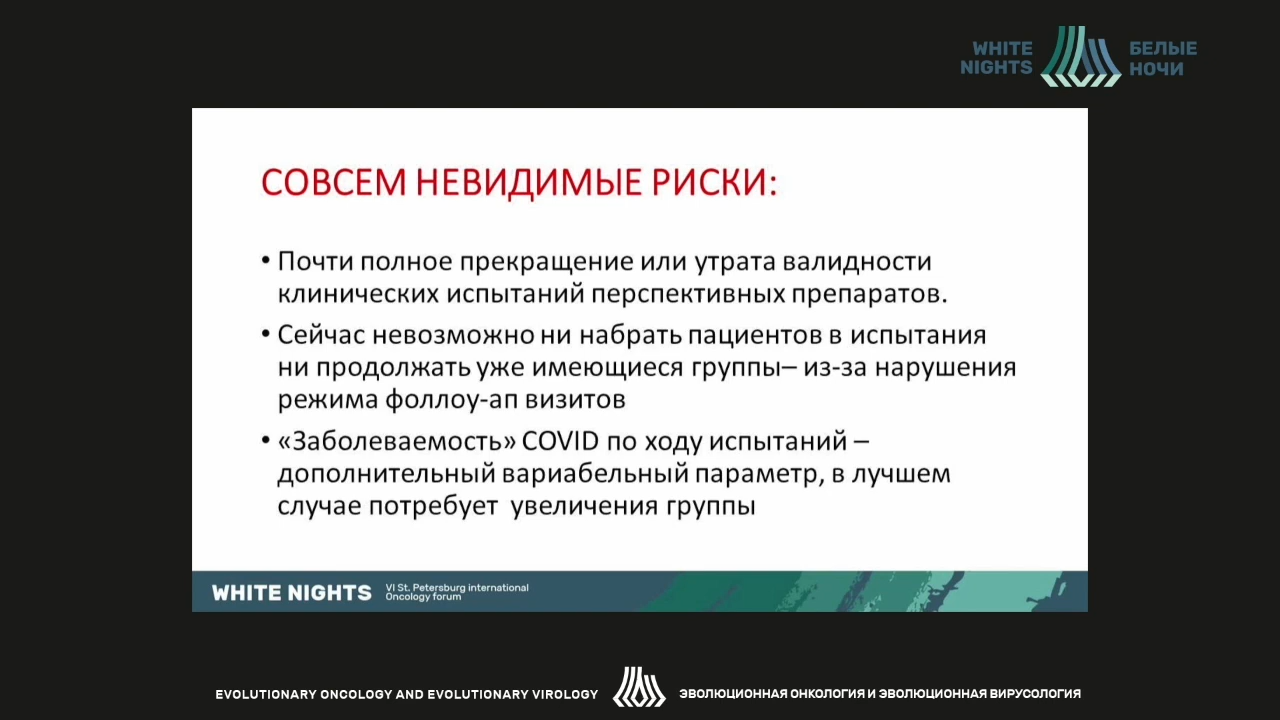 WHITE
NIGHTS
БЕЛЫЕ
НОЧИ
СОВСЕМ НЕВИДИМЫЕ РИСКИ:
• Почти полное прекращение или утрата валидности
клинических испытаний перспективных препаратов.
• Сейчас невозможно ни набрать пациентов в испытания
ни продолжать уже имеющиеся группы– из-за нарушения
режима фоллоу-ап визитов
• «Заболеваемость» COVID по ходу испытаний –
дополнительный вариабельный параметр, в лучшем
случае потребует увеличения группы
WHITE NIGHTS
VI St. Petersburg international
Oncology forum
EVOLUTIONARY ONCOLOGY AND EVOLUTIONARY VIROLOGY
ЭВОЛЮЦИОННАЯ ОНКОЛОГИЯ И ЭВОЛЮЦИОННАЯ ВИРУСОЛОГИЯ